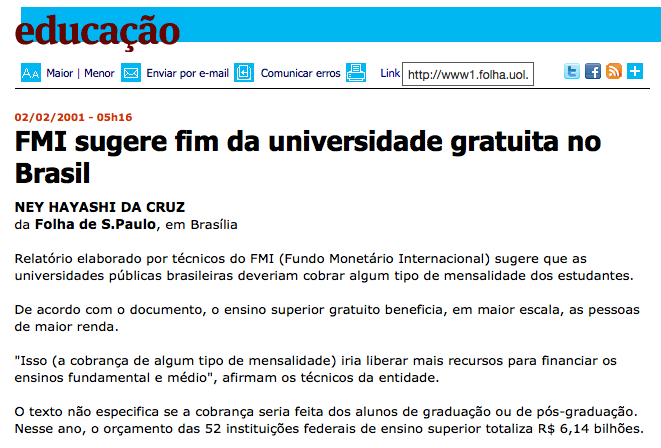 educação
Maior | Menor Enviar por e-mail Comunicar erros Link http://www1.folha.uol.
02/02/2001 - 05h16
FMI sugere fim da universidade gratuita no
Brasil
NEY HAYASHI DA CRUZ
da Folha de S.Paulo, em Brasília
Relatório elaborado por técnicos do FMI (Fundo Monetário Internacional) sugere que as
universidades públicas brasileiras deveriam cobrar algum tipo de mensalidade dos estudantes.
De acordo com o documento, o ensino superior gratuito beneficia, em maior escala, as pessoas
de maior renda.
"Isso (a cobrança de algum tipo de mensalidade) iria liberar mais recursos para financiar os
ensinos fundamental e médio", afirmam os técnicos da entidade.
O texto não especifica se a cobrança seria feita dos alunos de graduação ou de pós-graduação.
Nesse ano, o orçamento das 52 instituições federais de ensino superior totaliza R$ 6,14 bilhões.